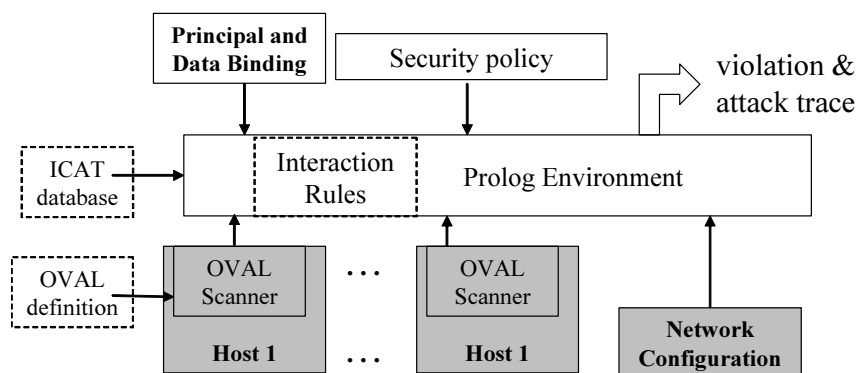 Principal and
Data Binding
Security policy
violation &
attack trace
ICAT
database
Interaction
Rules
Prolog Environment
OVAL
definition
OVAL
Scanner
Host 1
...
...
OVAL
Scanner
Host 1
Network
Configuration